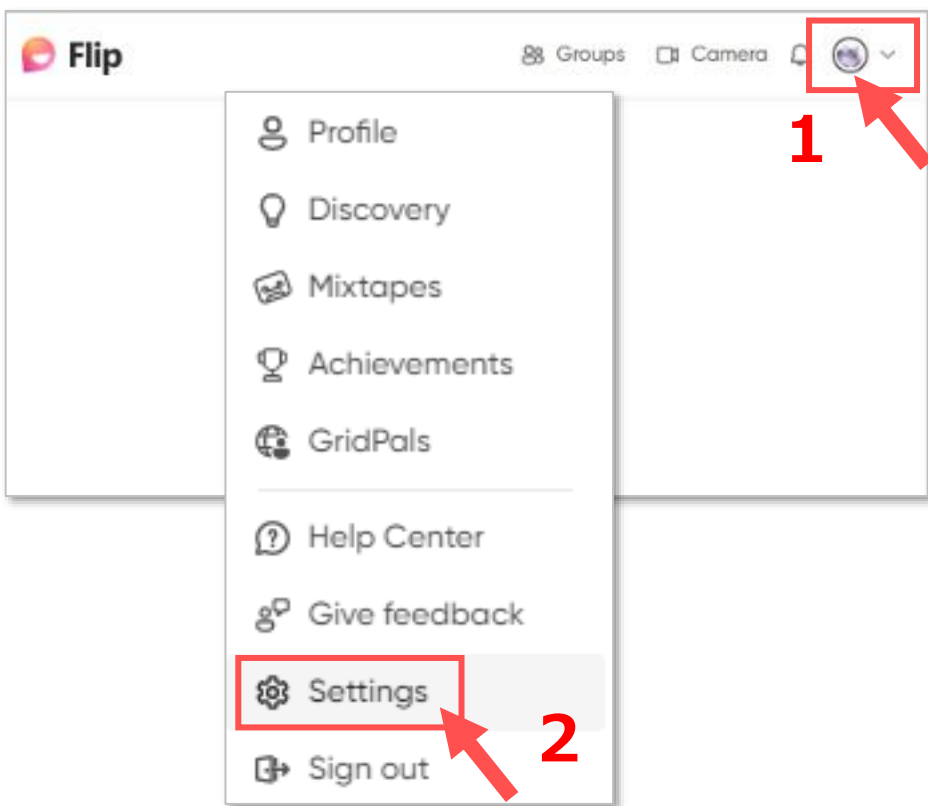 Flip
Groups
Camera
1
Profile
Discovery
Mixtapes
Achievements
GridPals
Help Center
Give feedback
Settings
2
Sign out